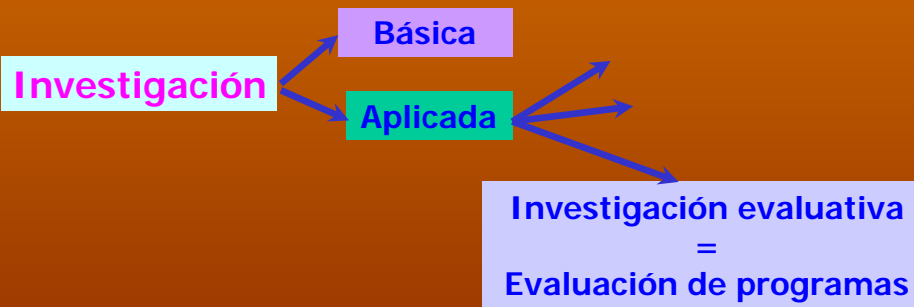 Básica
Investigación
Aplicada
Investigación evaluativa
=
Evaluación de programas